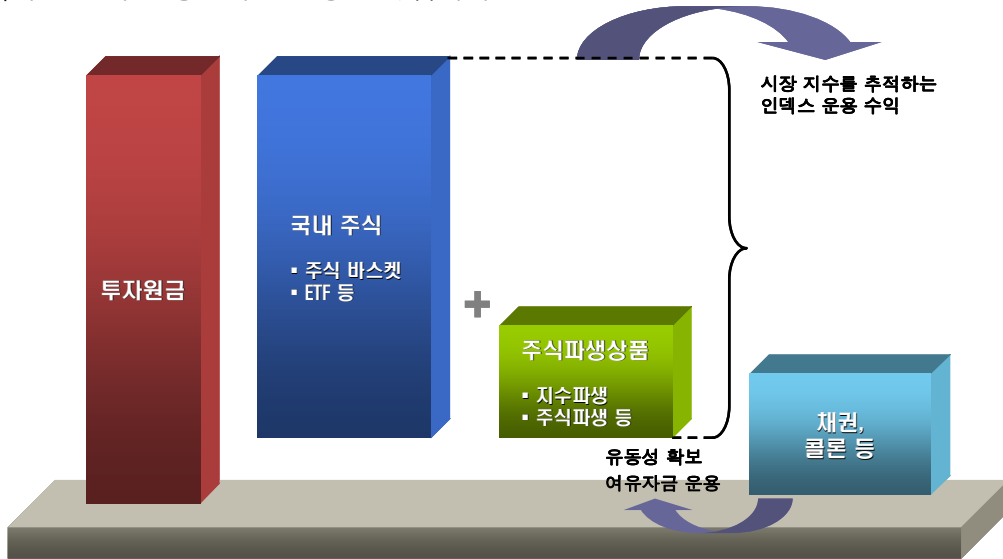 시장 지수를 추적하는
인덱스 운용 수익
국내 주식
▪ 주식 바스켓
▪ ETF 등
투자원금
주식파생상품
▪ 지수파생
▪ 주식파생 등
채권,
콜론 등
유동성 확보
여유자금 운용